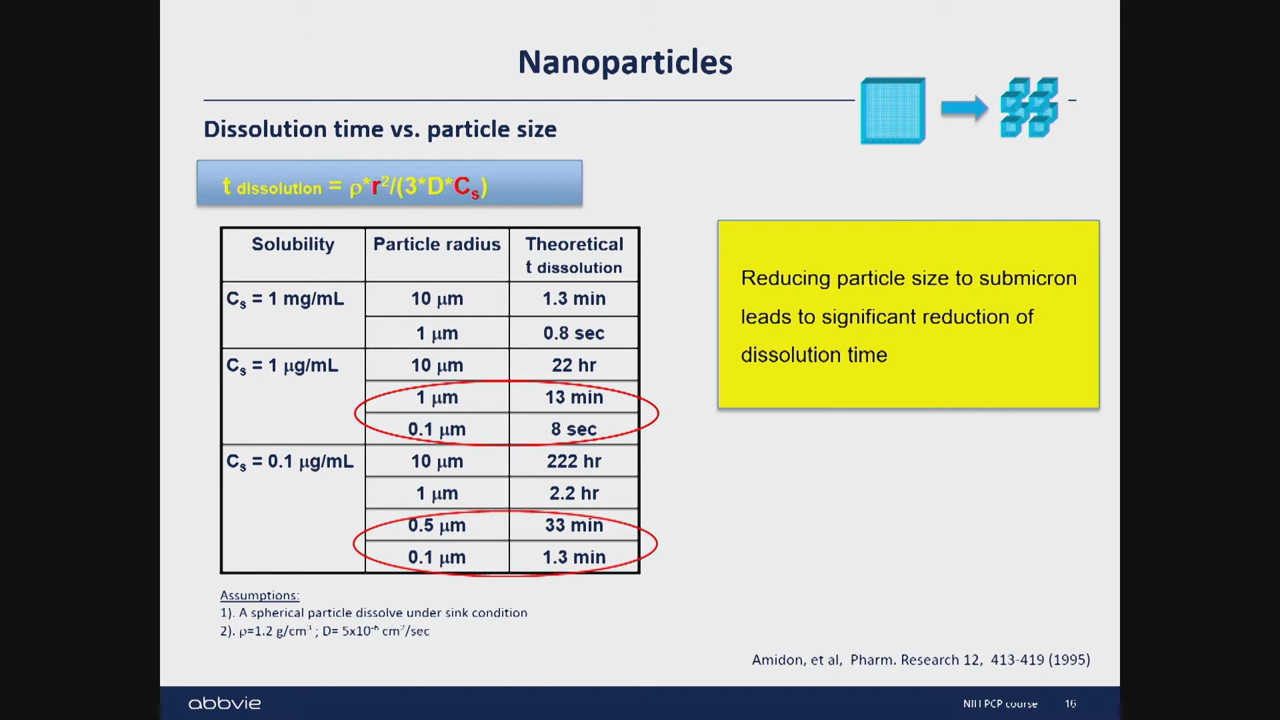 Nanoparticles
Dissolution time vs. particle size
t dissolution = ρ*r²/(3*D*Cₛ)
Solubility Particle radius Theoretical t dissolution
Cₛ = 1 mg/mL 10 μm 1.3 min
1 μm 0.8 sec
Cₛ = 1 μg/mL 10 μm 22 hr
1 μm 13 min
0.1 μm 8 sec
Cₛ = 0.1 μg/mL 10 μm 222 hr
1 μm 2.2 hr
0.5 μm 33 min
0.1 μm 1.3 min
Reducing particle size to submicron
leads to significant reduction of
dissolution time
Assumptions:
1). A spherical particle dissolve under sink condition
2). ρ=1.2 g/cm⁻³ ; D= 5x10⁻⁶ cm²/sec
Amidon, et al, Pharm. Research 12, 413-419 (1995)
abbvie
NIH PCP course 16